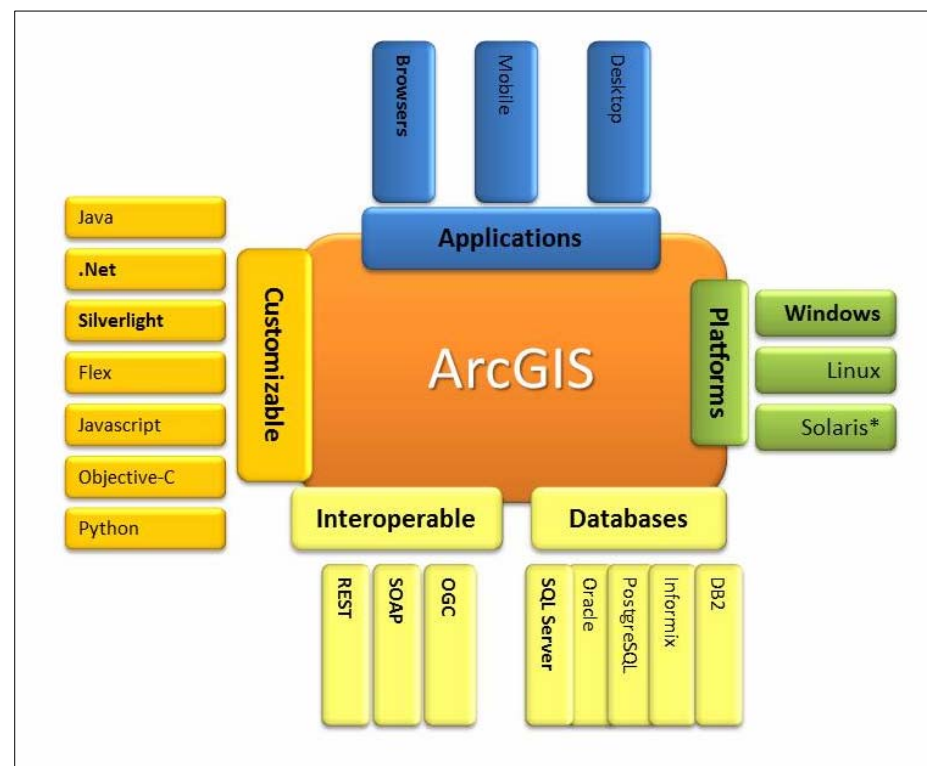 Browsers
Mobile
Desktop
Applications
Java
.Net
Silverlight
Flex
Javascript
Objective-C
Python
Customizable
ArcGIS
Platforms
Windows
Linux
Solaris*
Interoperable
Databases
REST
SOAP
OGC
SQL Server
Oracle
PostgreSQL
Informix
DB2